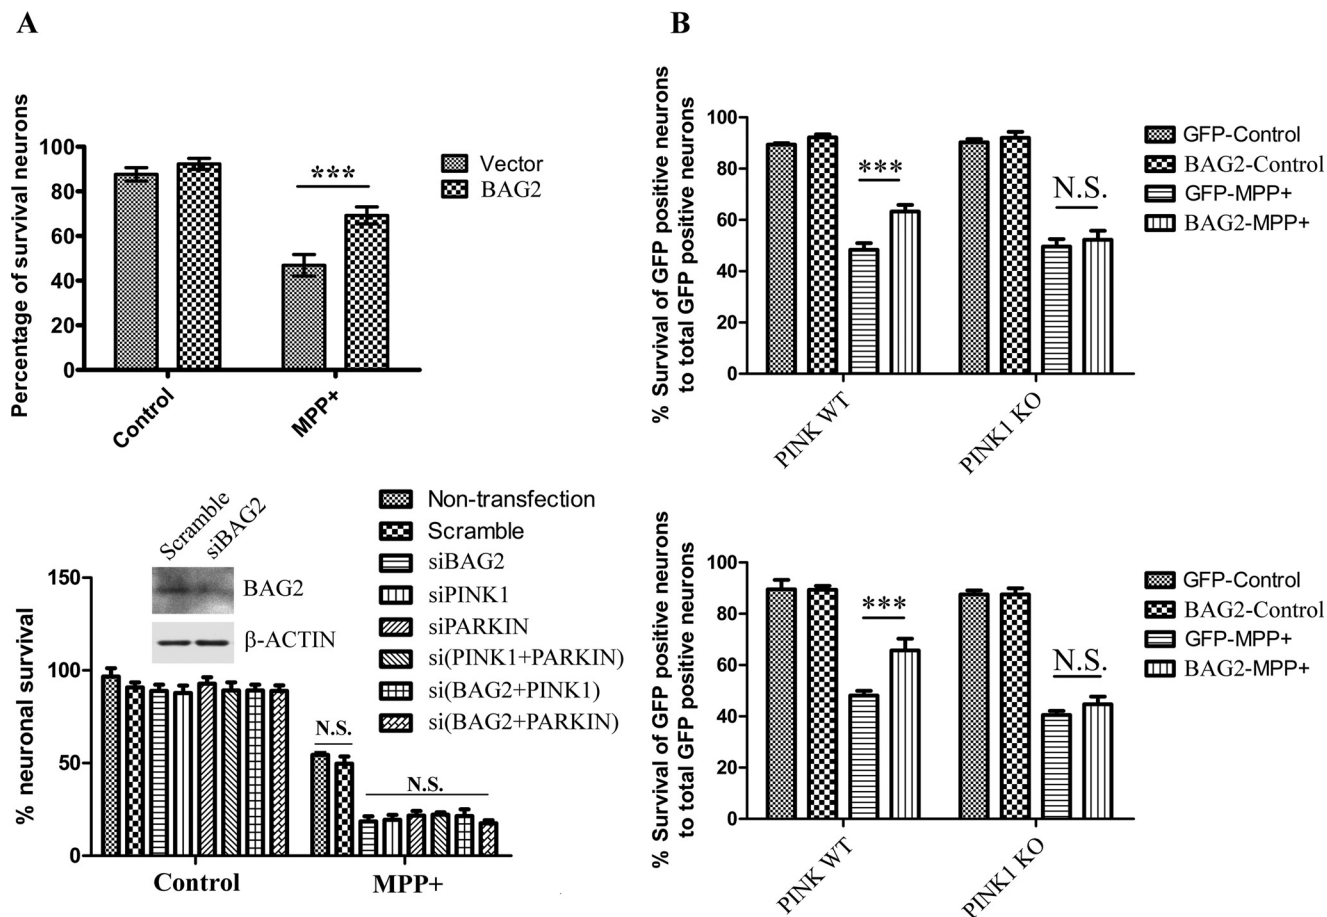 A
Percentage of survival neurons
100
80
60
40
20
0
***
Control
MPP+
Vector
BAG2
% neuronal survival
150
100
50
0
Scramble
siBAG2
BAG2
β-ACTIN
N.S.
N.S.
Control
MPP+
Non-transfection
Scramble
siBAG2
siPINK1
siPARKIN
si(PINK1+PARKIN)
si(BAG2+PINK1)
si(BAG2+PARKIN)
B
% Survival of GFP positive neurons
to total GFP positive neurons
100
80
60
40
20
0
***
N.S.
PINK WT
PINK1 KO
GFP-Control
BAG2-Control
GFP-MPP+
BAG2-MPP+
% Survival of GFP positive neurons
to total GFP positive neurons
100
80
60
40
20
0
***
N.S.
PINK WT
PINK1 KO
GFP-Control
BAG2-Control
GFP-MPP+
BAG2-MPP+